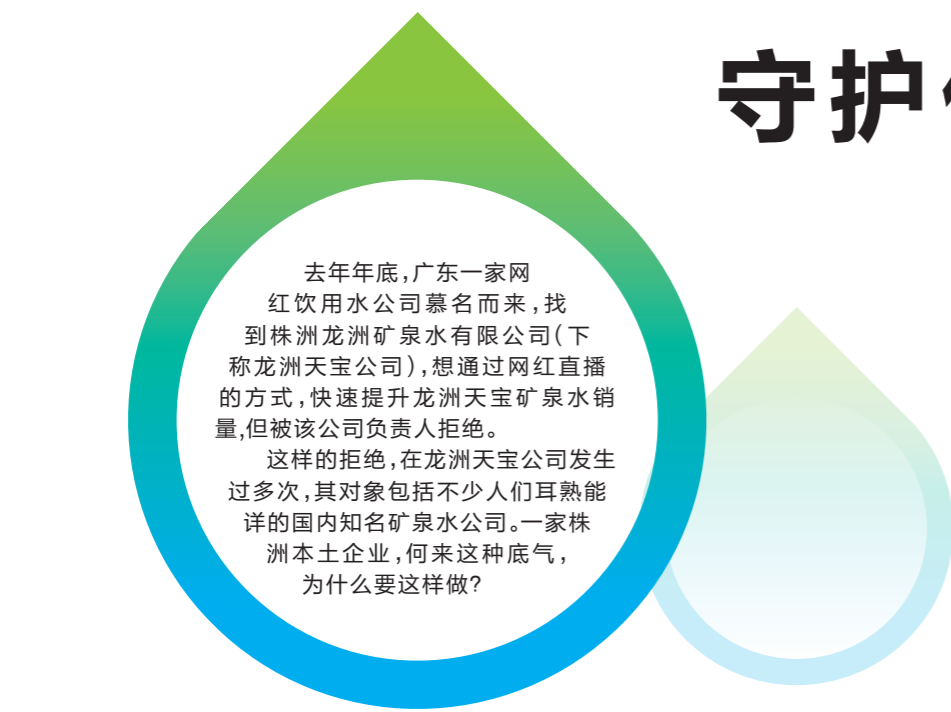 守护
去年年底,广东一家网
红饮用水公司慕名而来,找
到株洲龙洲矿泉水有限公司(下
称龙洲天宝公司),想通过网红直播
的方式,快速提升龙洲天宝矿泉水销
量,但被该公司负责人拒绝。
这样的拒绝,在龙洲天宝公司发生
过多次,其对象包括不少人们耳熟能
详的国内知名矿泉水公司。一家株
洲本土企业,何来这种底气,
为什么要这样做?